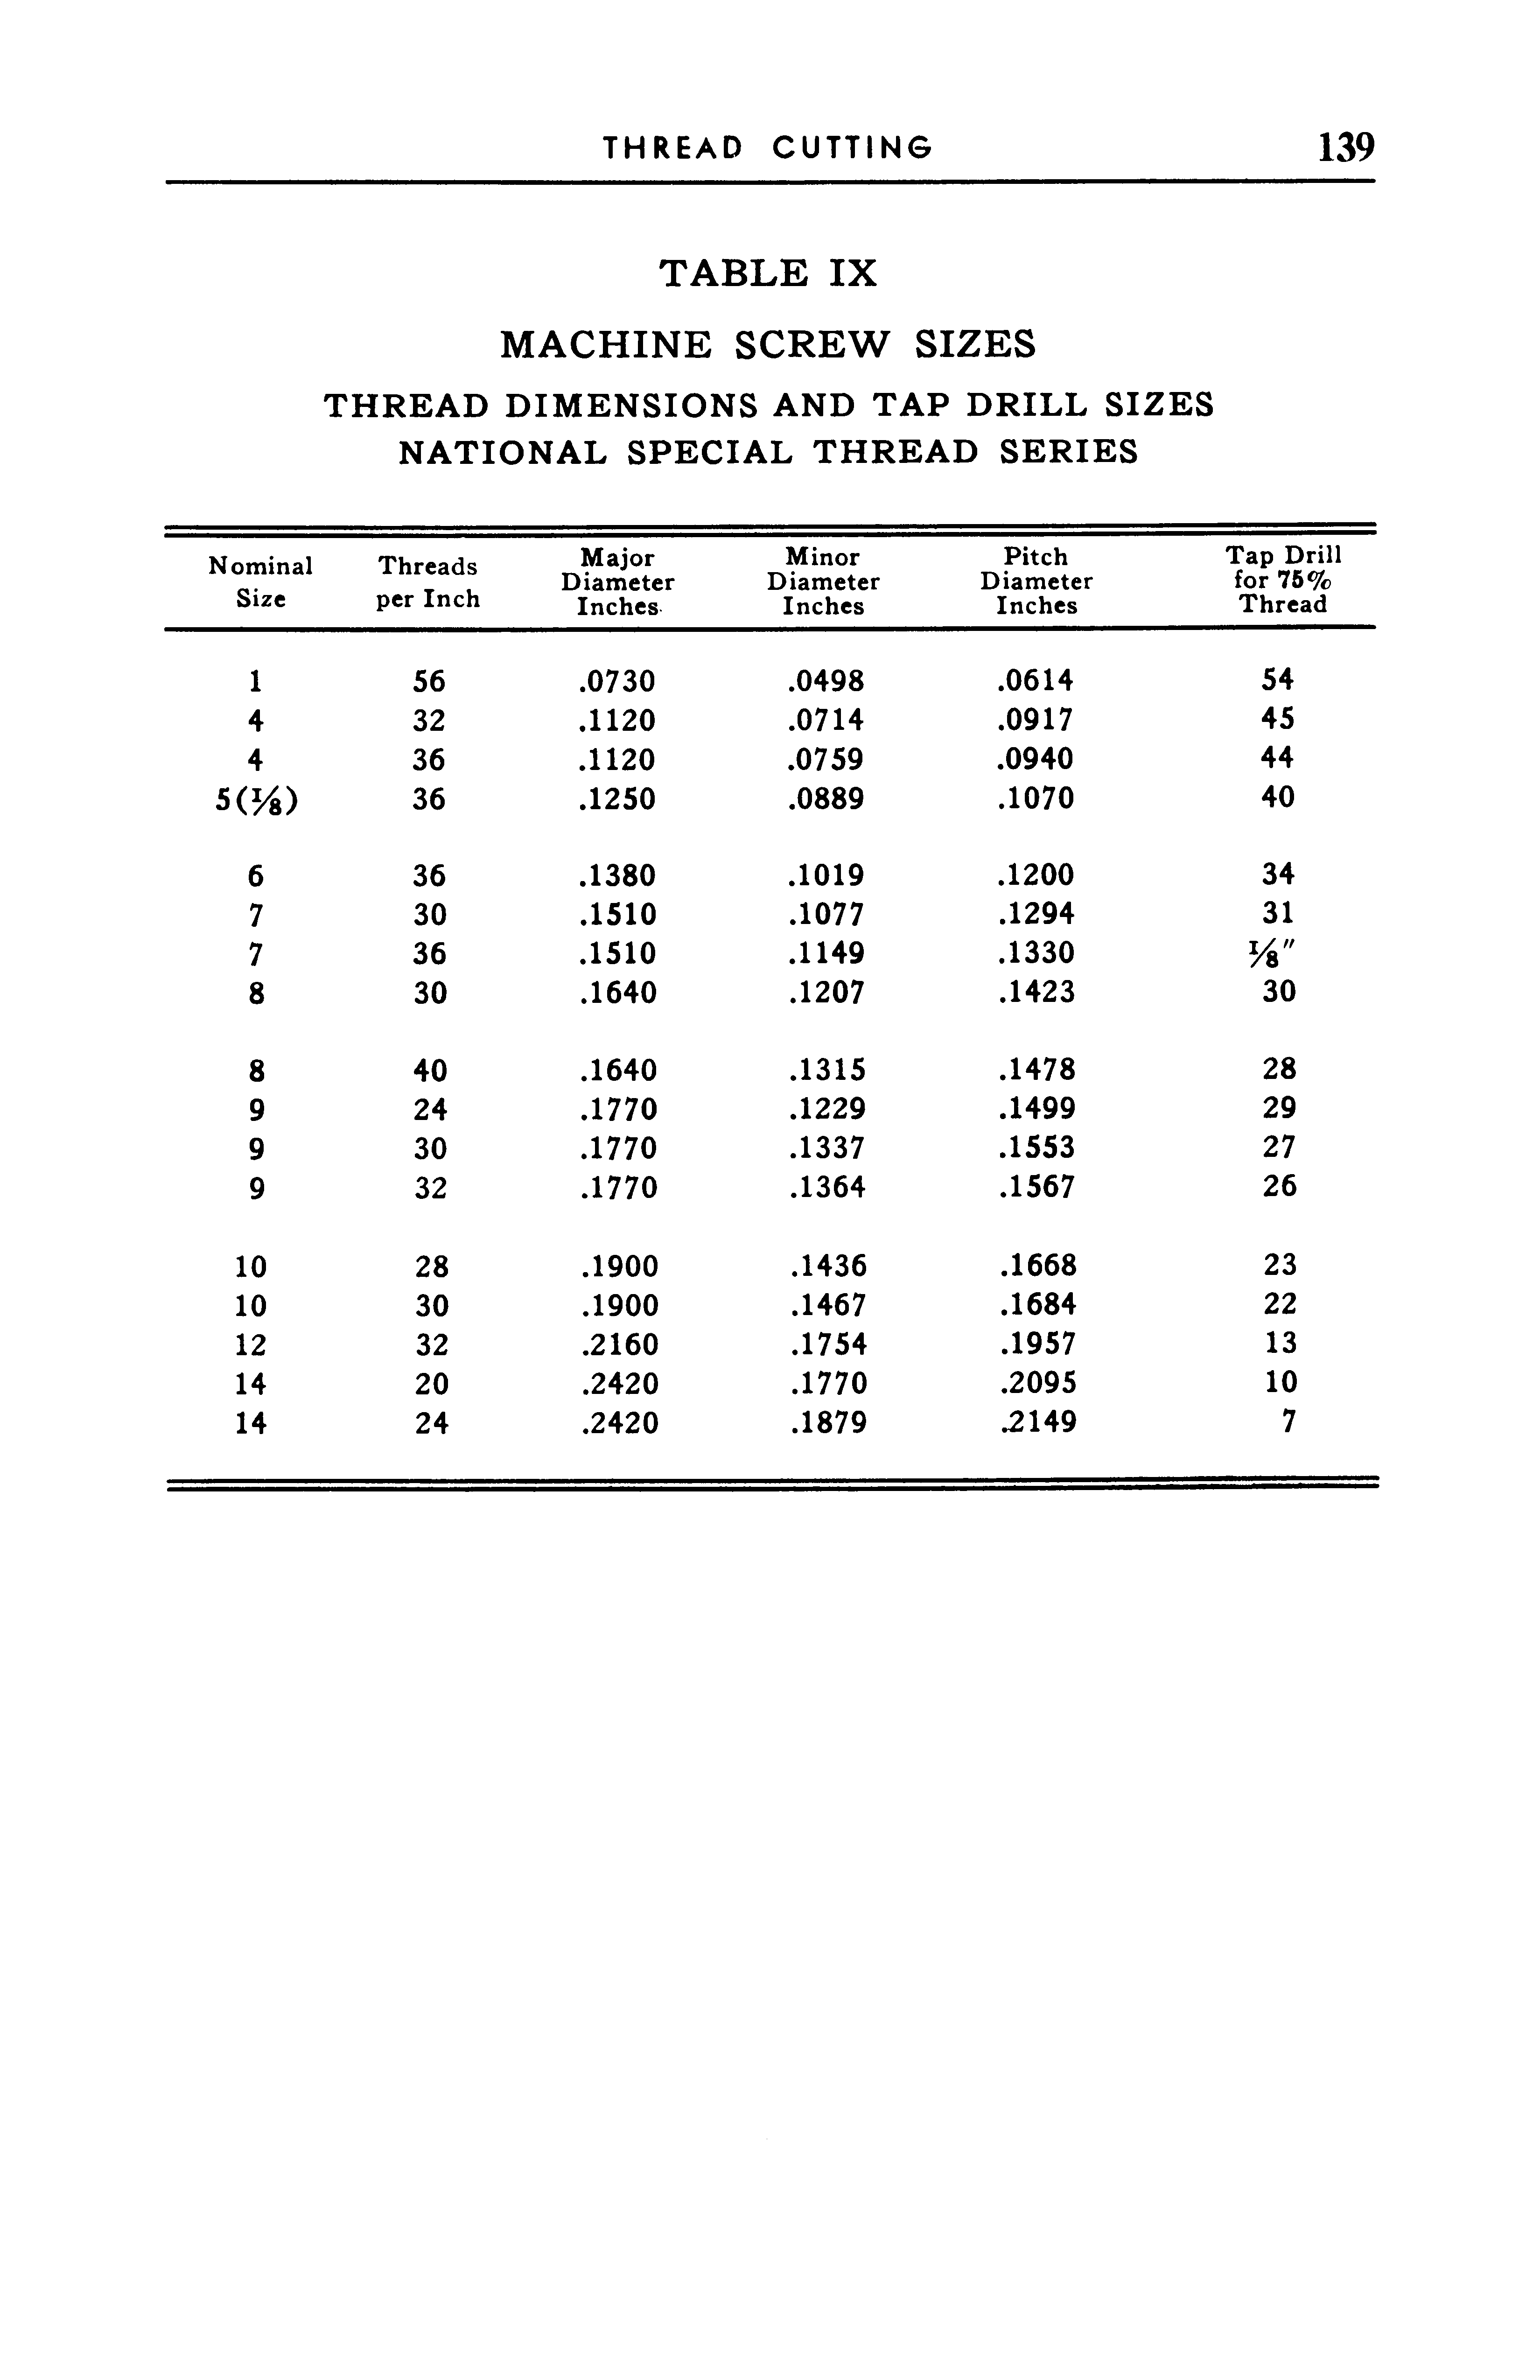 THREAD CUTTING 139
TABLE IX
MACHINE SCREW SIZES
THREAD DIMENSIONS AND TAP DRILL SIZES
NATIONAL SPECIAL THREAD SERIES
Nominal Size Threads per Inch Major Diameter Inches Minor Diameter Inches Pitch Diameter Inches Tap Drill for 75% Thread
1 56 .0730 .0498 .0614 54
4 32 .1120 .0714 .0917 45
4 36 .1120 .0759 .0940 44
5(⅛) 36 .1250 .0889 .1070 40
6 36 .1380 .1019 .1200 34
7 30 .1510 .1077 .1294 31
7 36 .1510 .1149 .1330 ⅛″
8 30 .1640 .1207 .1423 30
8 40 .1640 .1315 .1478 28
9 24 .1770 .1229 .1499 29
9 30 .1770 .1337 .1553 27
9 32 .1770 .1364 .1567 26
10 28 .1900 .1436 .1668 23
10 30 .1900 .1467 .1684 22
12 32 .2160 .1754 .1957 13
14 20 .2420 .1770 .2095 10
14 24 .2420 .1879 .2149 7